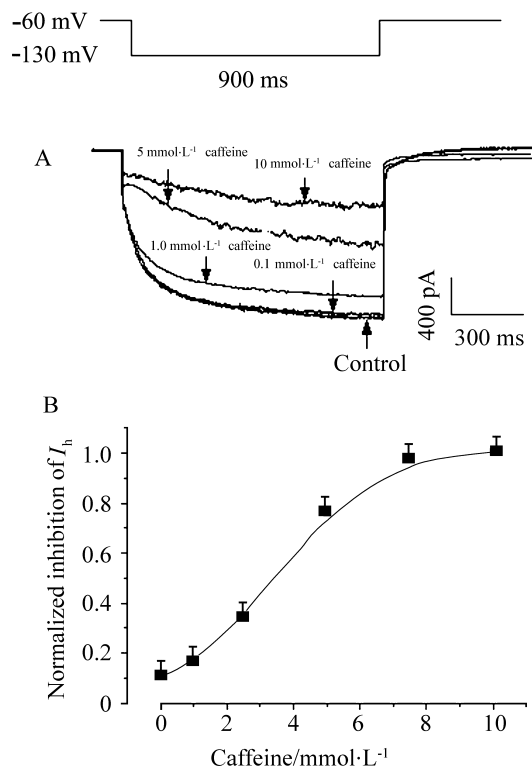 -60 mV
-130 mV
900 ms
A
5 mmol·L⁻¹ caffeine
10 mmol·L⁻¹ caffeine
1.0 mmol·L⁻¹ caffeine
0.1 mmol·L⁻¹ caffeine
Control
400 pA
300 ms
B
Normalized inhibition of Iₕ
1.0
0.8
0.6
0.4
0.2
0
0 2 4 6 8 10
Caffeine/mmol·L⁻¹